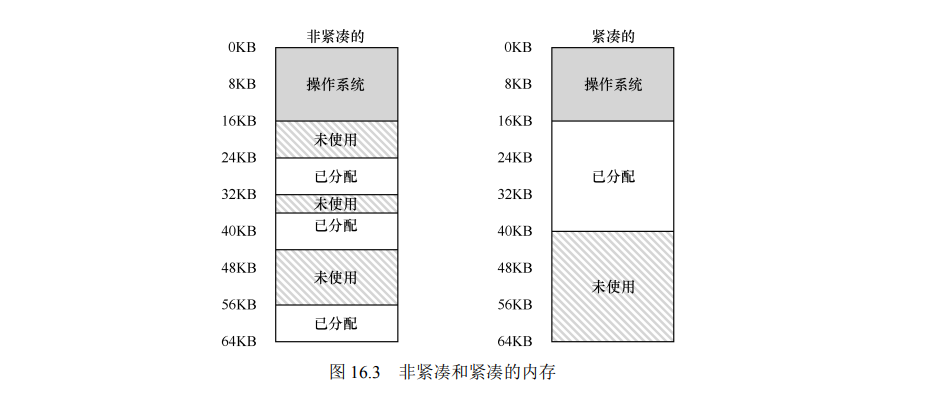 非紧凑的
0KB
操作系统
8KB
16KB
未使用
24KB
已分配
32KB
未使用
已分配
40KB
48KB
未使用
56KB
已分配
64KB
紧凑的
0KB
操作系统
8KB
16KB
24KB
已分配
32KB
40KB
48KB
未使用
56KB
64KB
图 16.3 非紧凑和紧凑的内存